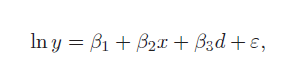 ln y = β₁ + β₂x + β₃d + ε,